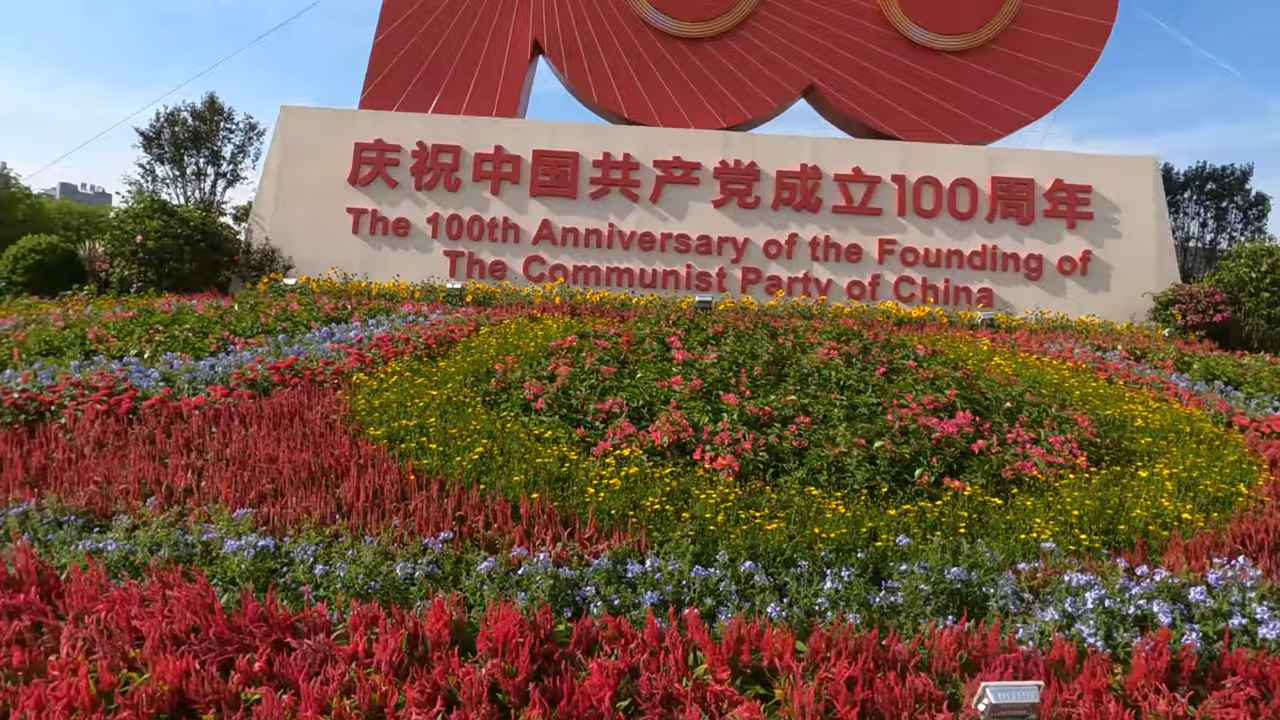 100
庆祝中国共产党成立100周年
The 100th Anniversary of the Founding of
The Communist Party of China